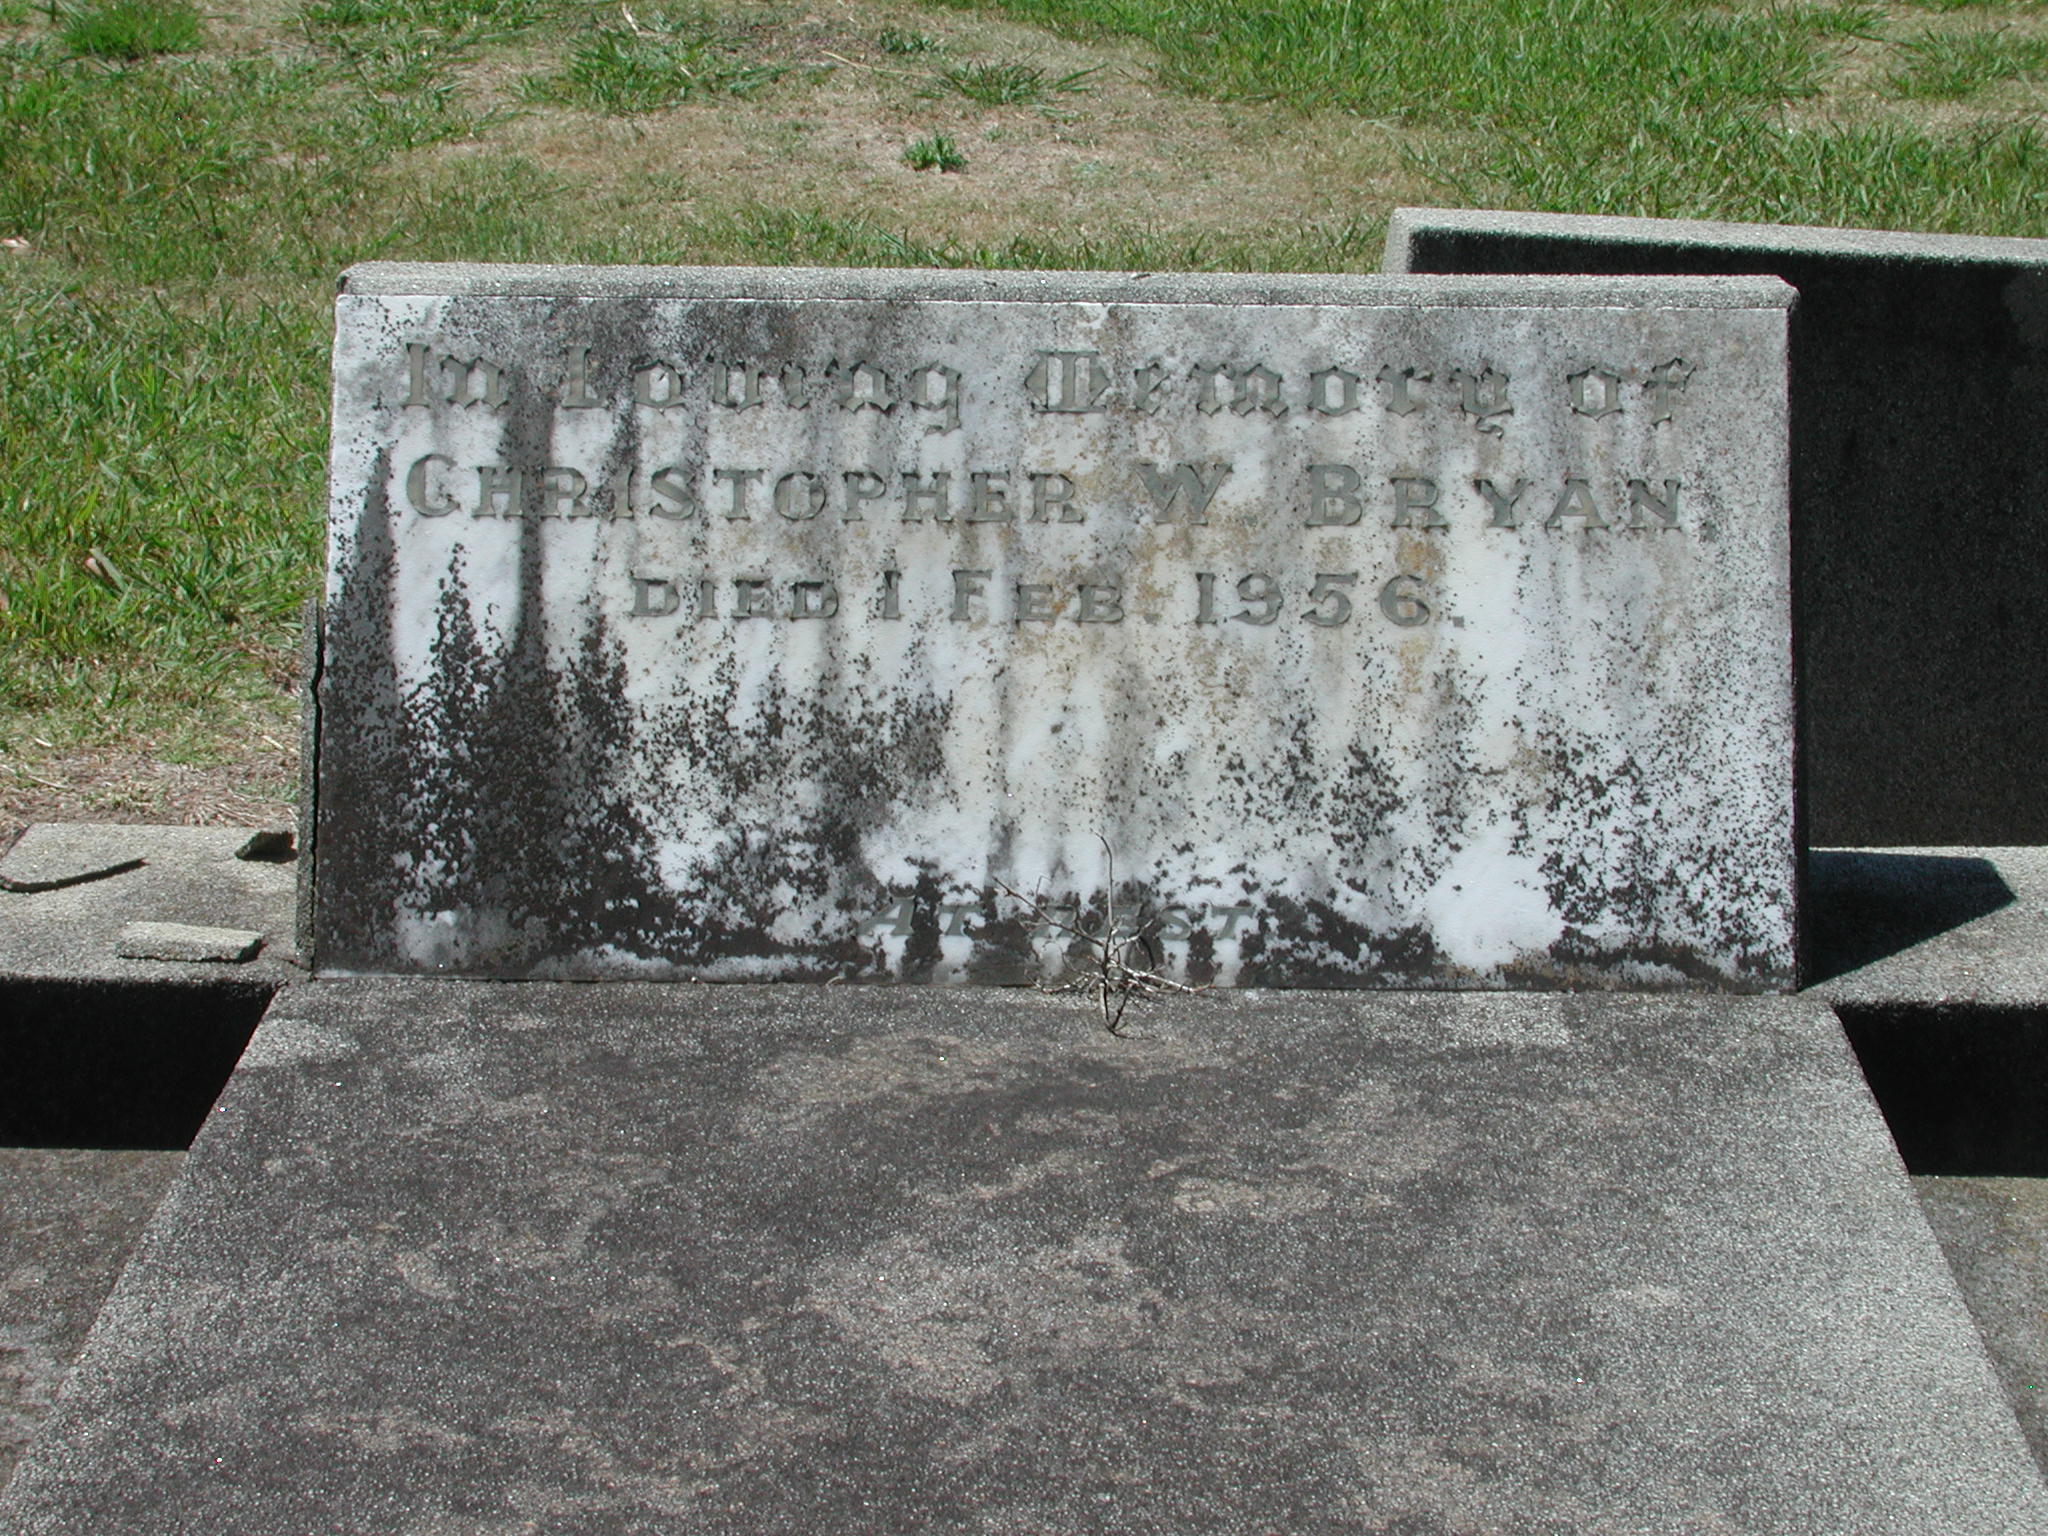 In Loving Memory of
CHRISTOPHER W BRYAN
DIED 1 FEB. 1956.
AT REST